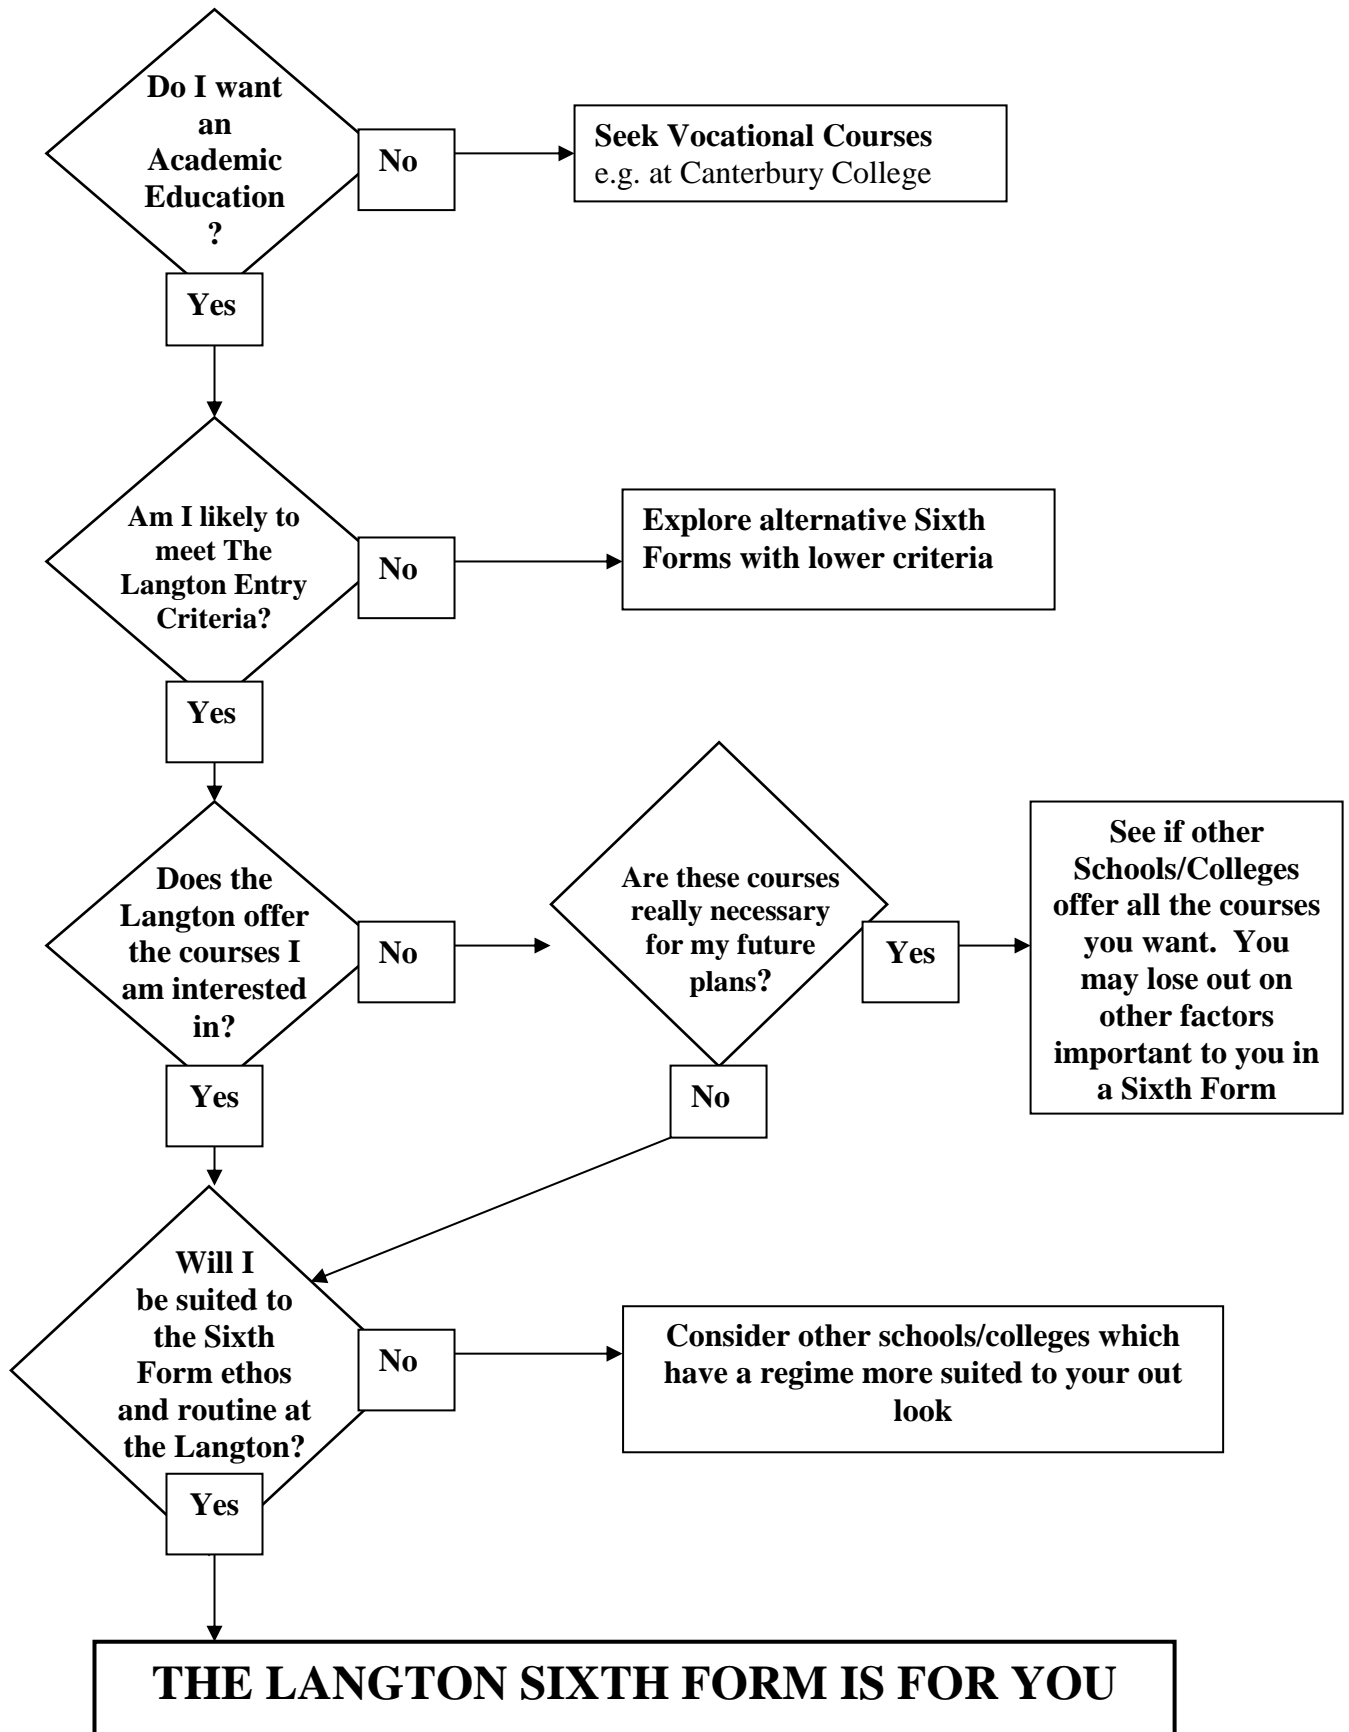 Do I want
an
Academic
Education
?
No
Seek Vocational Courses
e.g. at Canterbury College
Yes
Am I likely to
meet The
Langton Entry
Criteria?
No
Explore alternative Sixth
Forms with lower criteria
Yes
Does the
Langton offer
the courses I
am interested
in?
No
Are these courses
really necessary
for my future
plans?
Yes
See if other
Schools/Colleges
offer all the courses
you want.  You
may lose out on
other factors
important to you in
a Sixth Form
Yes
No
Will I
be suited to
the Sixth
Form ethos
and routine at
the Langton?
No
Consider other schools/colleges which
have a regime more suited to your out
look
Yes
THE LANGTON SIXTH FORM IS FOR YOU